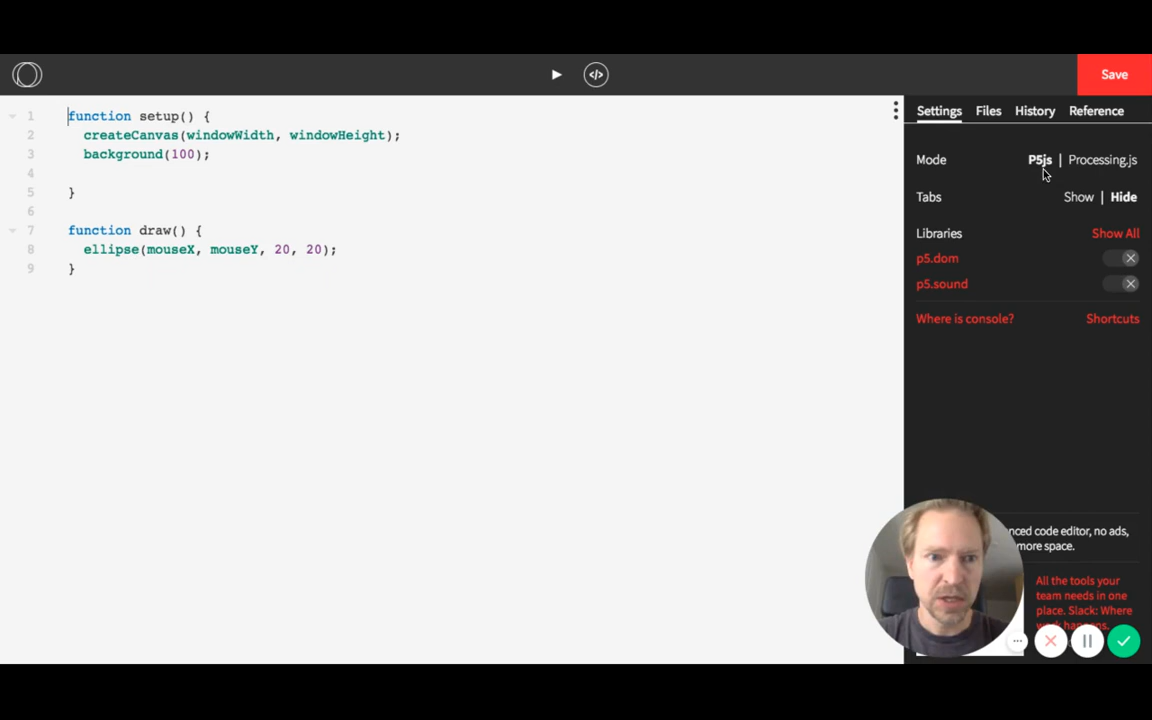 </>
Save
1 function setup() {
2 createCanvas(windowWidth, windowHeight);
3 background(100);
4
5 }
6
7 function draw() {
8 ellipse(mouseX, mouseY, 20, 20);
9 }
Settings Files History Reference
Mode P5js | Processing.js
Tabs Show | Hide
Libraries Show All
p5.dom
p5.sound
Where is console? Shortcuts
code editor, no ads,
more space.
All the tools your
team needs in one
place. Slack: Where